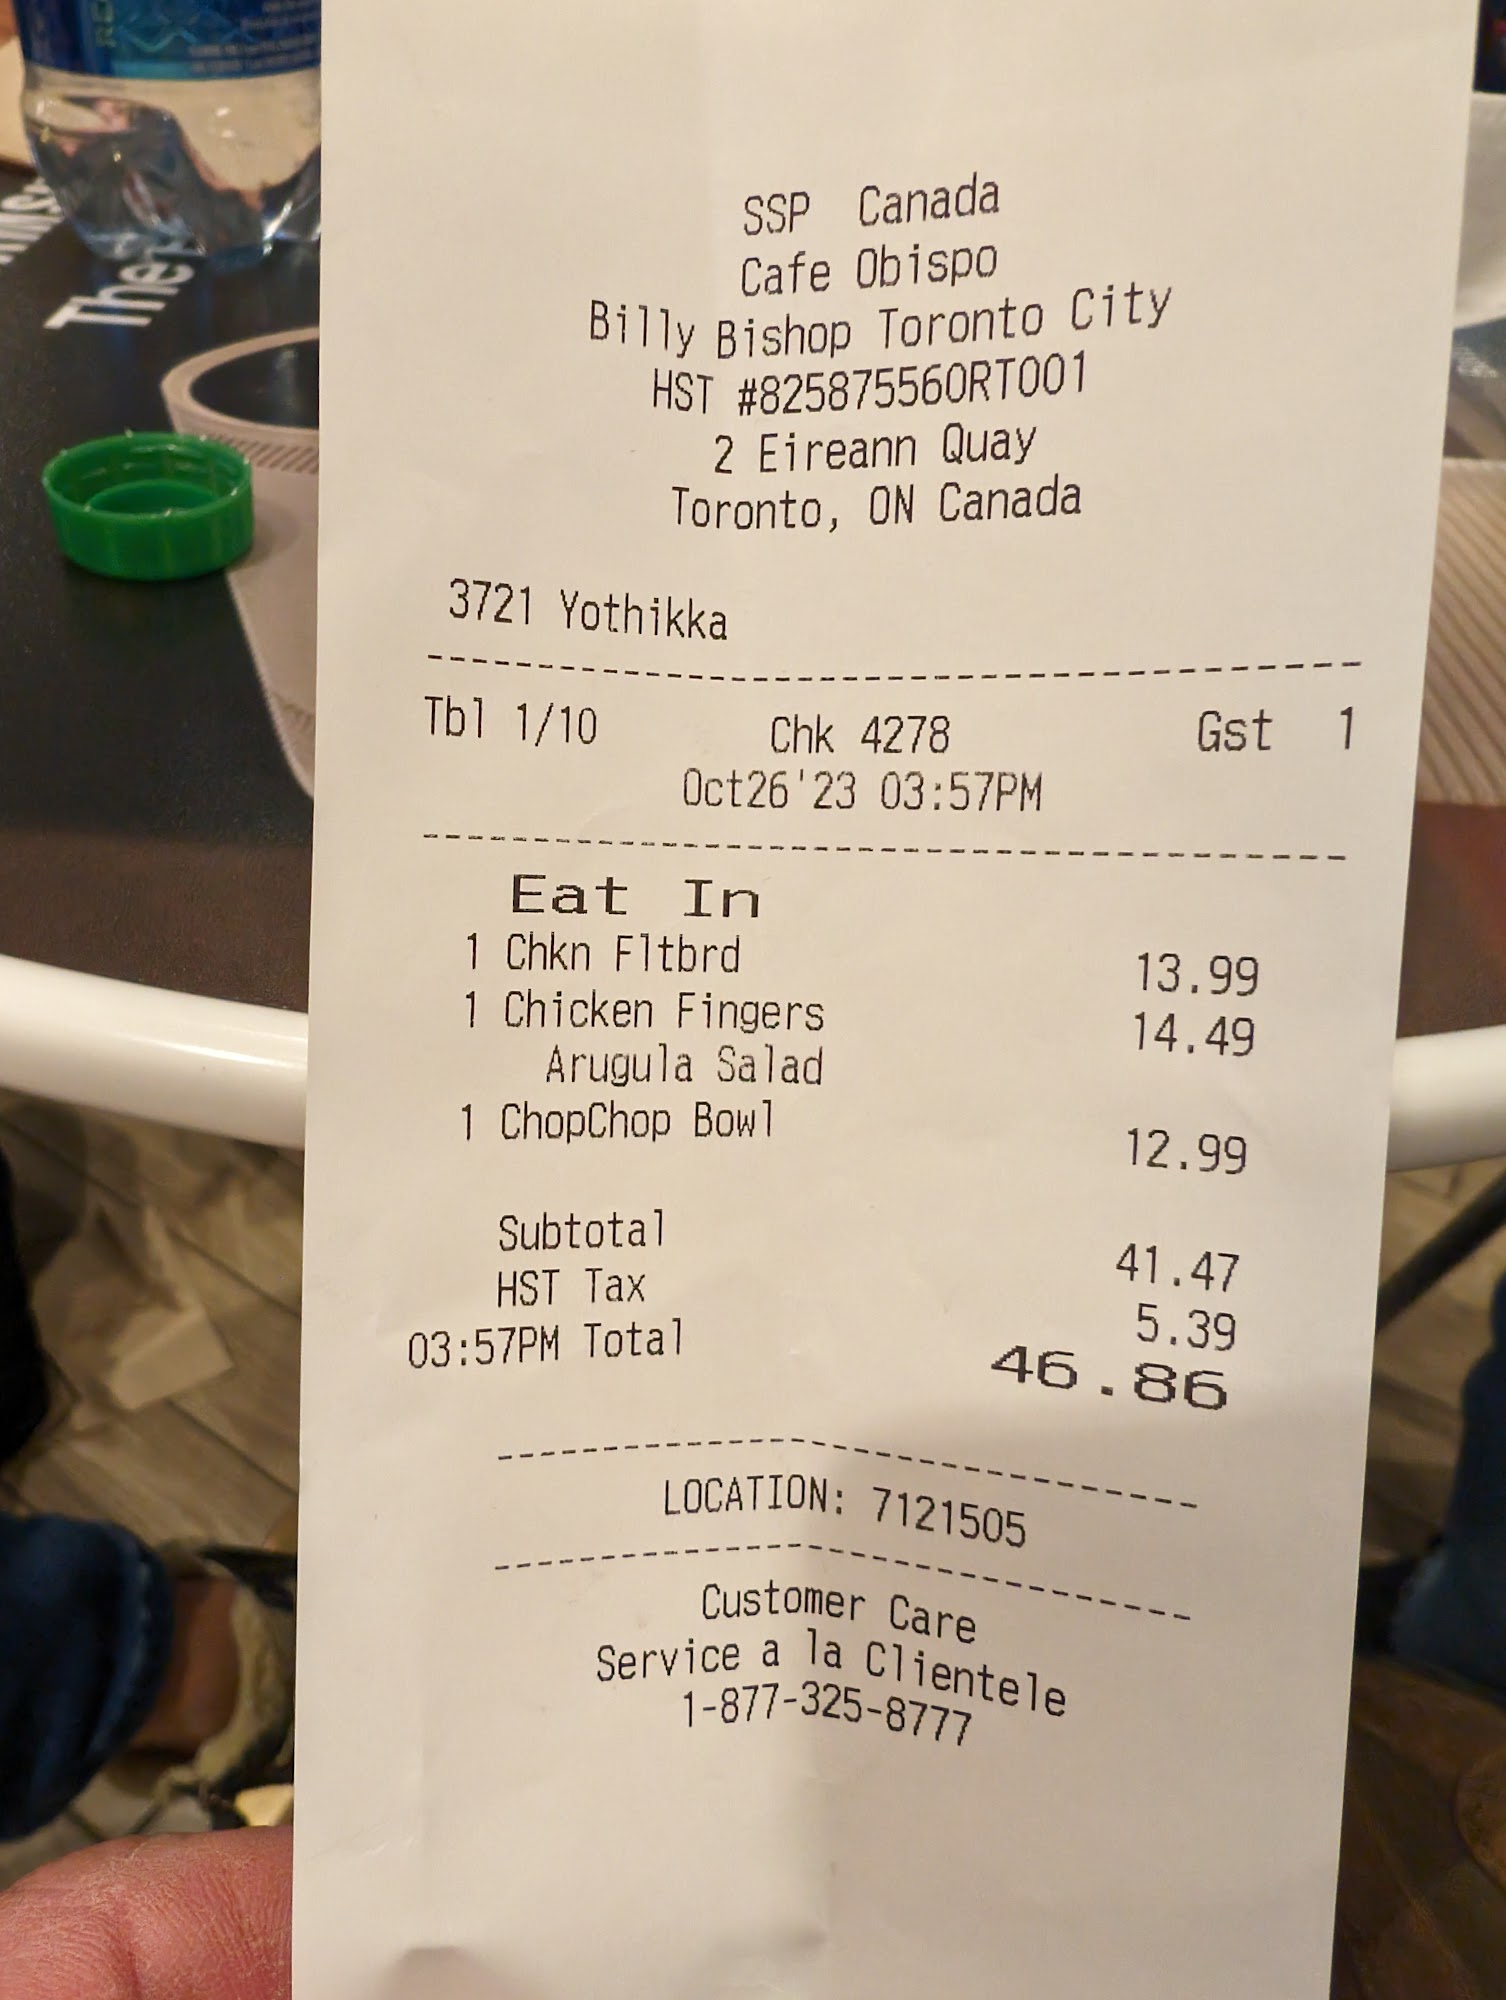 SSP Canada
Cafe Obispo
Billy Bishop Toronto City
HST #825875560RT001
2 Eireann Quay
Toronto, ON Canada
3721 Yothikka
Tbl 1/10 Chk 4278 Gst 1
Oct26'23 03:57PM
Eat In
1 Chkn Fltbrd 13.99
1 Chicken Fingers 14.49
Arugula Salad
1 ChopChop Bowl 12.99
Subtotal 41.47
HST Tax 5.39
03:57PM Total 46.86
LOCATION: 7121505
Customer Care
Service a la Clientele
1-877-325-8777
The